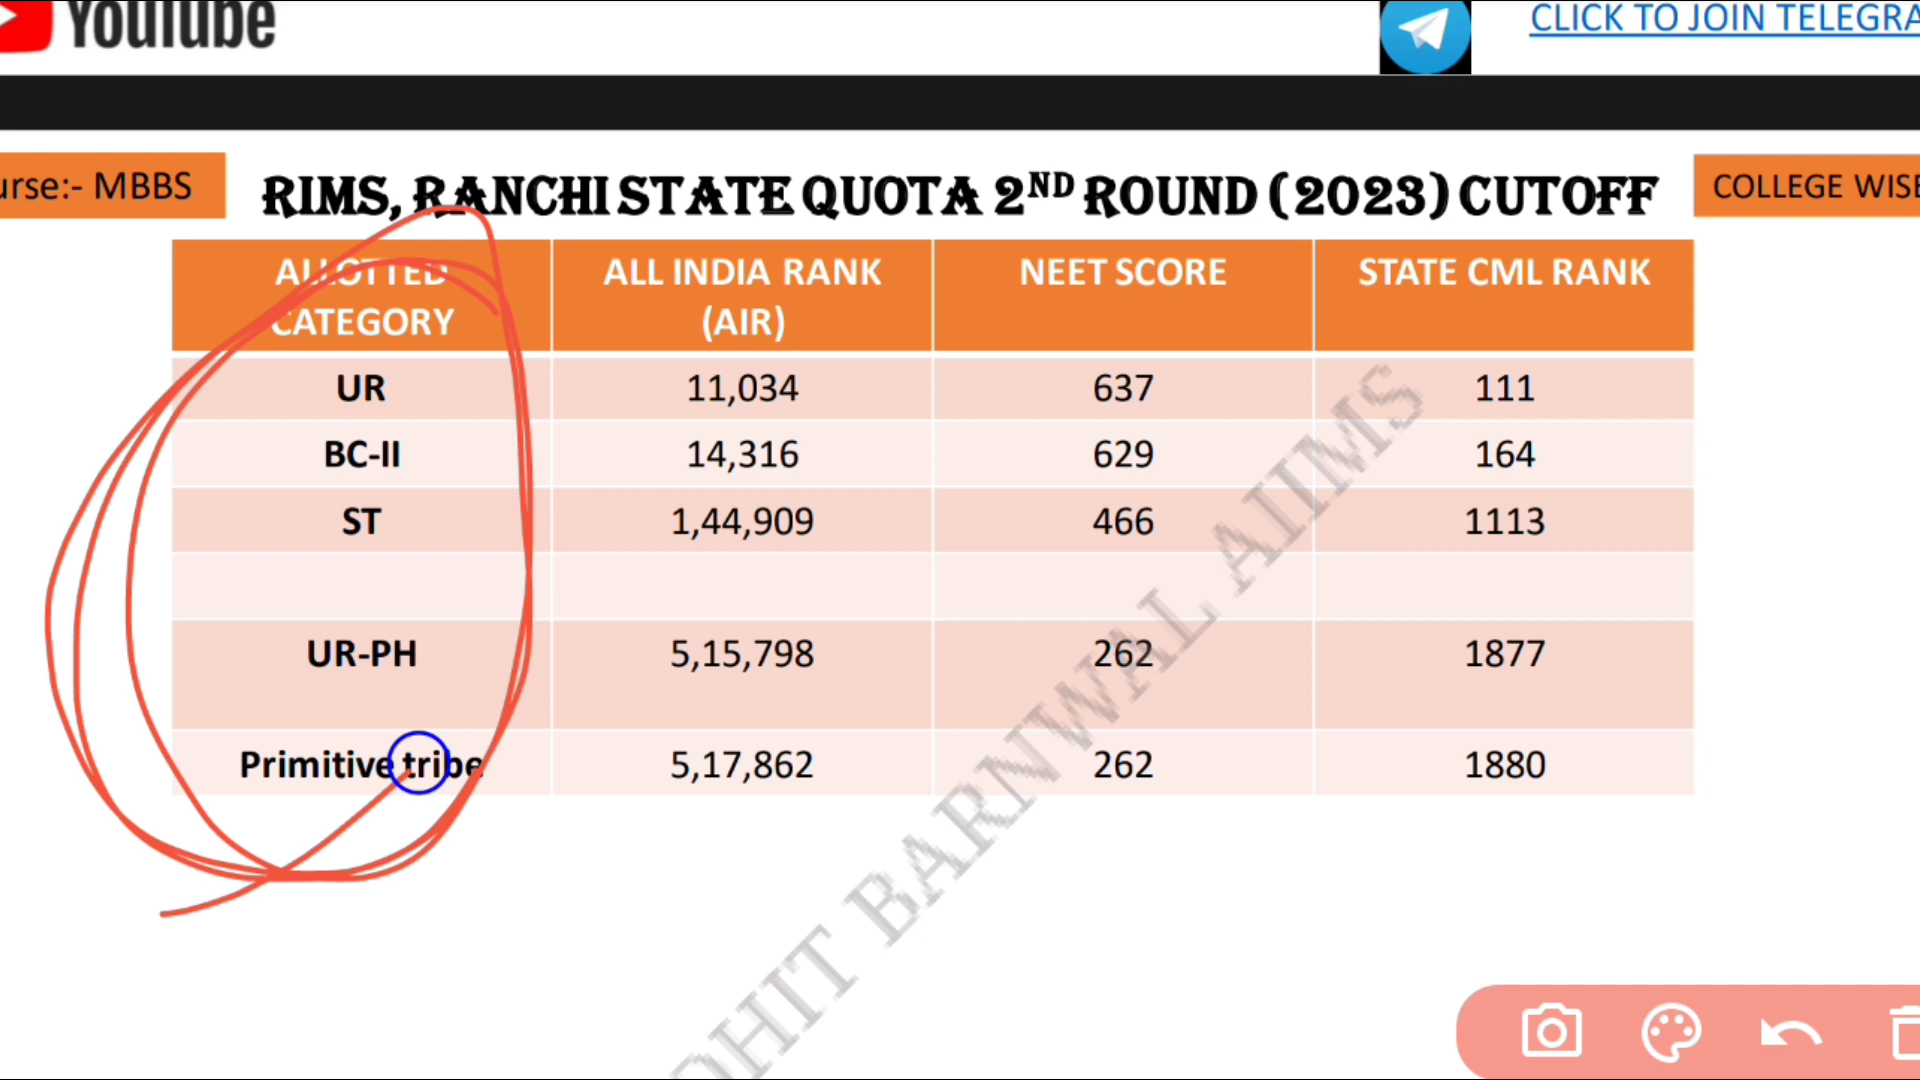 YouTube
CLICK TO JOIN TELEGRA
urse:- MBBS
RIMS, RANCHI STATE QUOTA 2ND ROUND (2023) CUTOFF
COLLEGE WISE
ALLOTTED CATEGORY ALL INDIA RANK (AIR) NEET SCORE STATE CML RANK
UR 11,034 637 111
BC-II 14,316 629 164
ST 1,44,909 466 1113
UR-PH 5,15,798 262 1877
Primitive tribe 5,17,862 262 1880
OHIT BARNWAL AIIMS